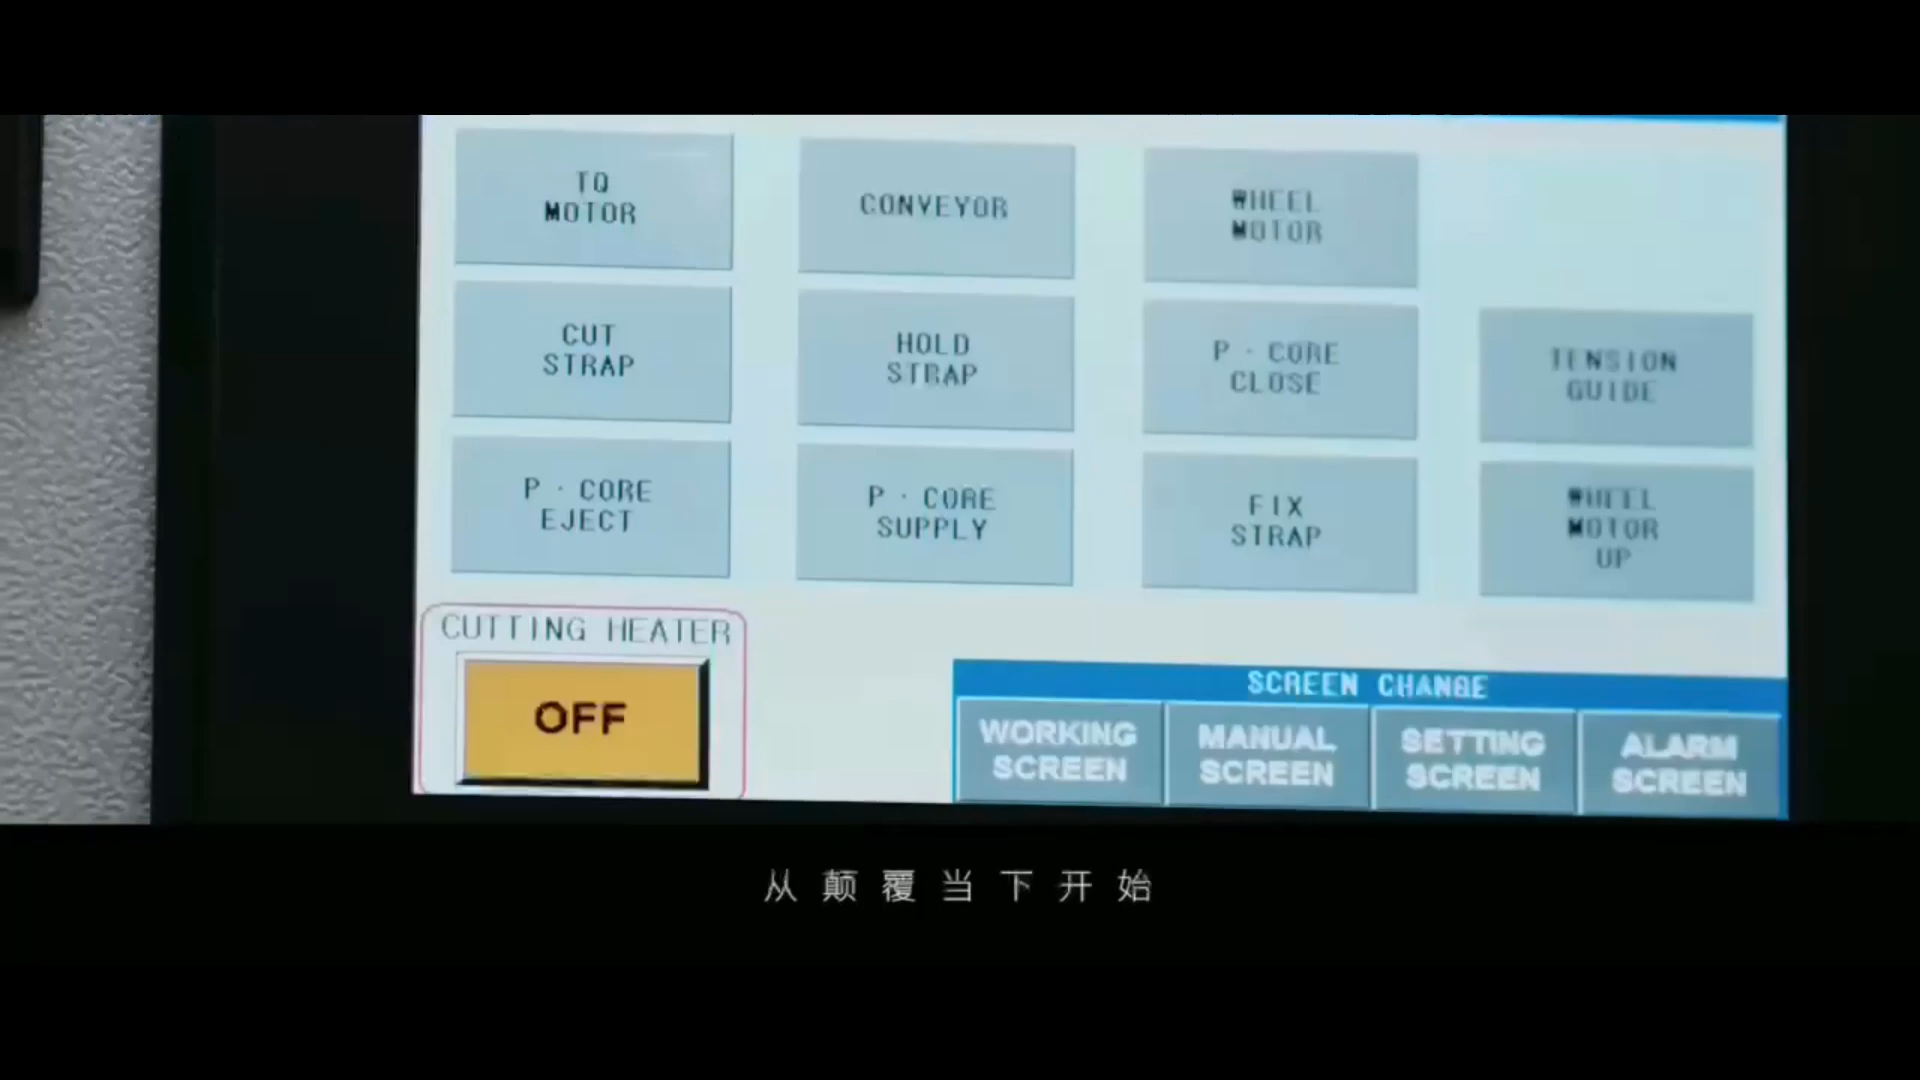 TQ
MOTOR
CONVEYOR
WHEEL
MOTOR
CUT
STRAP
HOLD
STRAP
P · CORE
CLOSE
TENSION
GUIDE
P · CORE
EJECT
P · CORE
SUPPLY
FIX
STRAP
WHEEL
MOTOR
UP
CUTTING HEATER
OFF
SCREEN CHANGE
WORKING
SCREEN
MANUAL
SCREEN
SETTING
SCREEN
ALARM
SCREEN
从颠覆当下开始